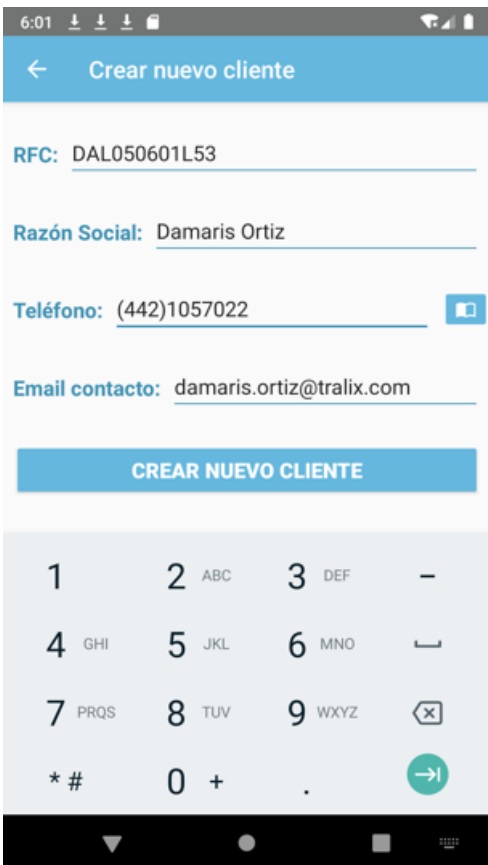 6:01
Crear nuevo cliente
RFC: DAL050601L53
Razón Social: Damaris Ortiz
Teléfono: (442)1057022
Email contacto: damaris.ortiz@tralix.com
CREAR NUEVO CLIENTE
1 2 ABC 3 DEF -
4 GHI 5 JKL 6 MNO
7 PRQS 8 TUV 9 WXYZ
* # 0 + .